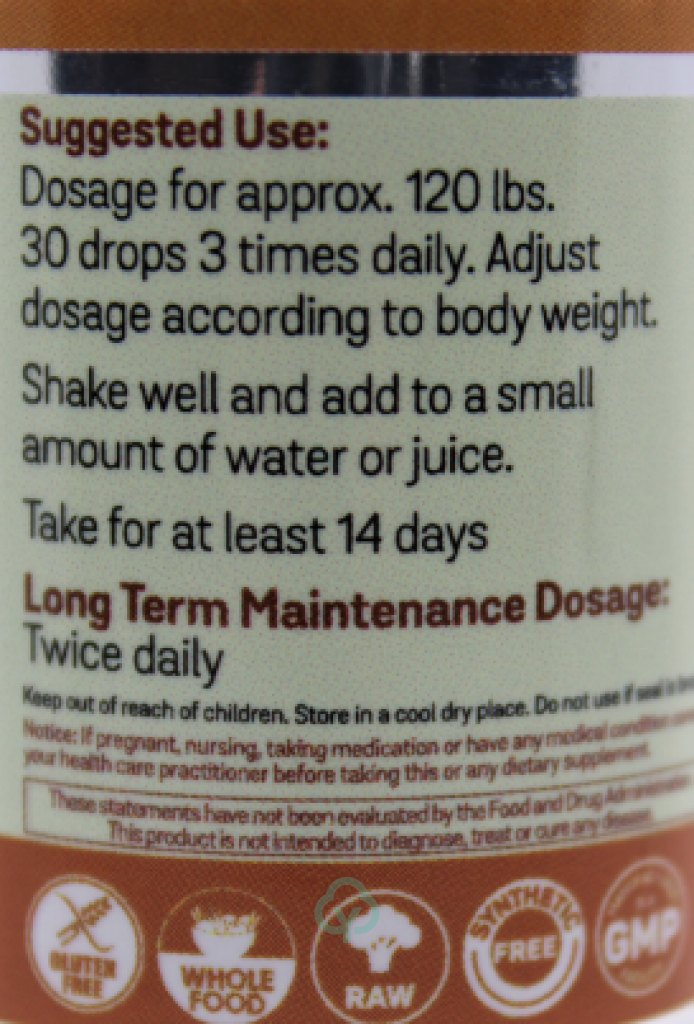 Suggested Use:
Dosage for approx. 120 lbs.
30 drops 3 times daily. Adjust
dosage according to body weight.
Shake well and add to a small
amount of water or juice.
Take for at least 14 days
Long Term Maintenance Dosage:
Twice daily
Keep out of reach of children. Store in a cool dry place. Do not use if seal is
Notice: If pregnant, nursing, taking medication or have any medical condition
your health care practitioner before taking this or any dietary supplement.
These statements have not been evaluated by the Food and Drug Administration
This product is not intended to diagnose, treat or cure any disease.
GLUTEN
FREE
WHOLE
FOOD
RAW
SYNTHETIC
FREE
GMP